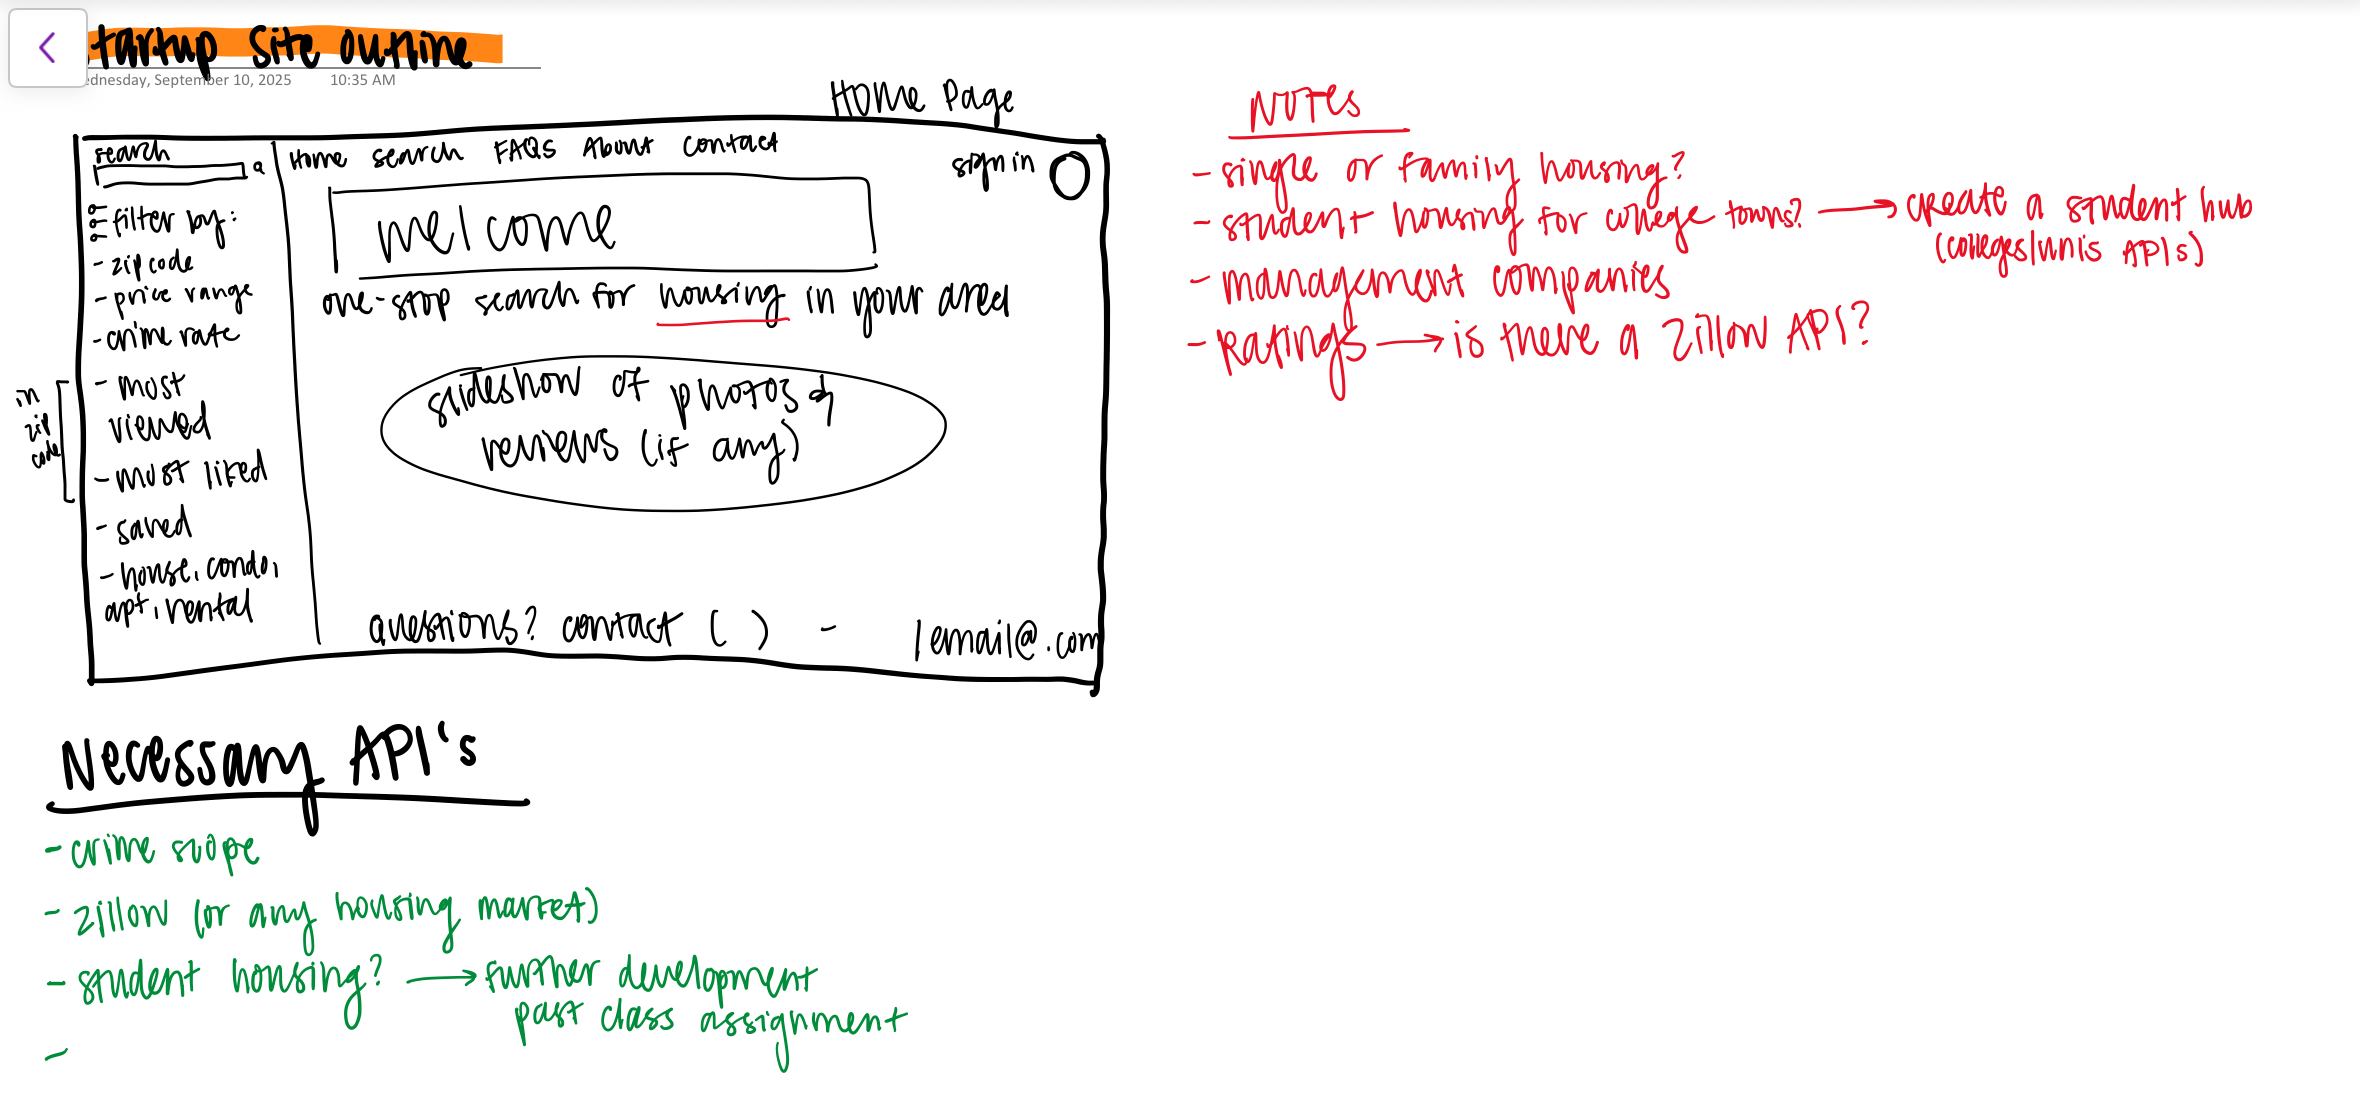 tartup site outline
ednesday, September 10, 2025 10:35 AM
Home Page
search
Home search FAQs About contact
sign in
filter by:
- zip code
- price range
- crime rate
- most
viewed
- most liked
in
zip
code
- saved
- house, condo,
apt, rental
welcome
one-stop search for housing in your area
slideshow of photos &
reviews (if any)
questions? contact ( ) - | email@.com
Notes
- single or family housing?
- student housing for college towns? → create a student hub
(colleges/unis APIs)
- management companies
- Ratings → is there a zillow API?
Necessary API's
- crime scope
- zillow (or any housing market)
- student housing? → further development
past class assignment
-